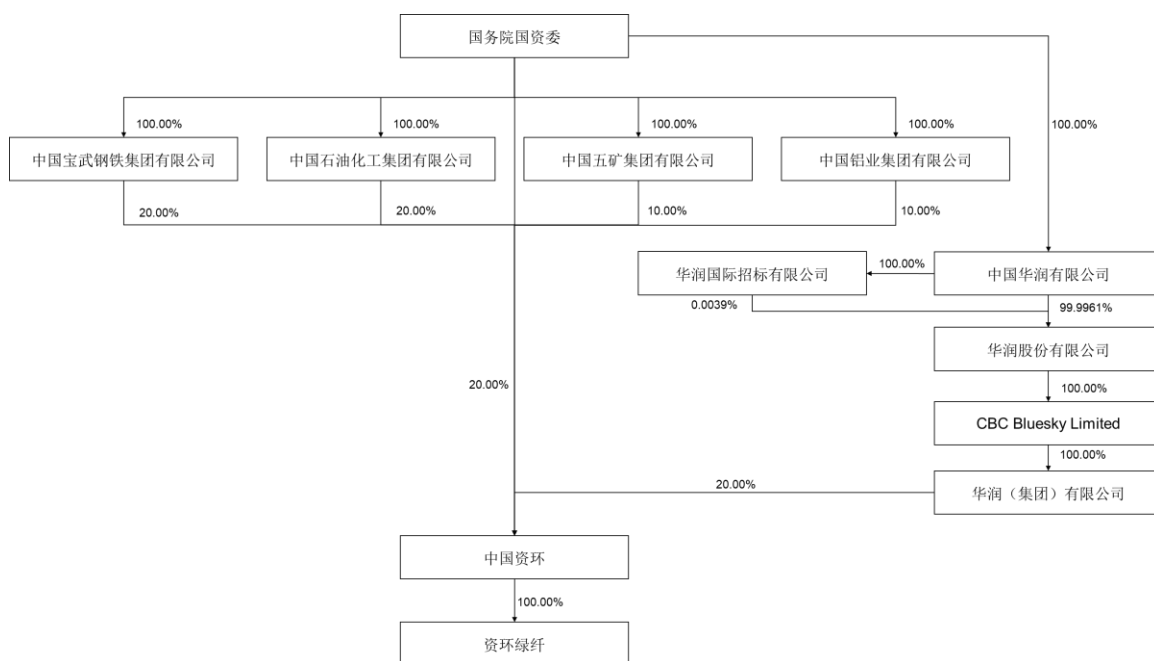 国务院国资委
100.00%
100.00%
100.00%
100.00%
100.00%
中国宝武钢铁集团有限公司
中国石油化工集团有限公司
中国五矿集团有限公司
中国铝业集团有限公司
20.00%
20.00%
10.00%
10.00%
华润国际招标有限公司
100.00%
中国华润有限公司
0.0039%
99.9961%
华润股份有限公司
20.00%
100.00%
CBC Bluesky Limited
100.00%
20.00%
华润（集团）有限公司
中国资环
100.00%
资环绿纤